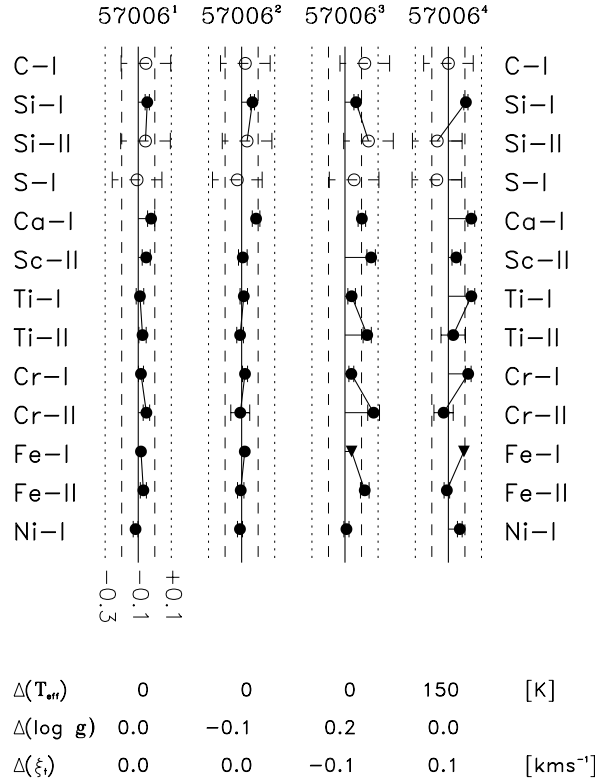 57006¹ 57006² 57006³ 57006⁴
C-I C-I
Si-I Si-I
Si-II Si-II
S-I S-I
Ca-I Ca-I
Sc-II Sc-II
Ti-I Ti-I
Ti-II Ti-II
Cr-I Cr-I
Cr-II Cr-II
Fe-I Fe-I
Fe-II Fe-II
Ni-I Ni-I
-0.3 -0.1 +0.1
Δ(T_eff) 0 0 0 150 [K]
Δ(log g) 0.0 -0.1 0.2 0.0
Δ(ξ_t) 0.0 0.0 -0.1 0.1 [kms⁻¹]